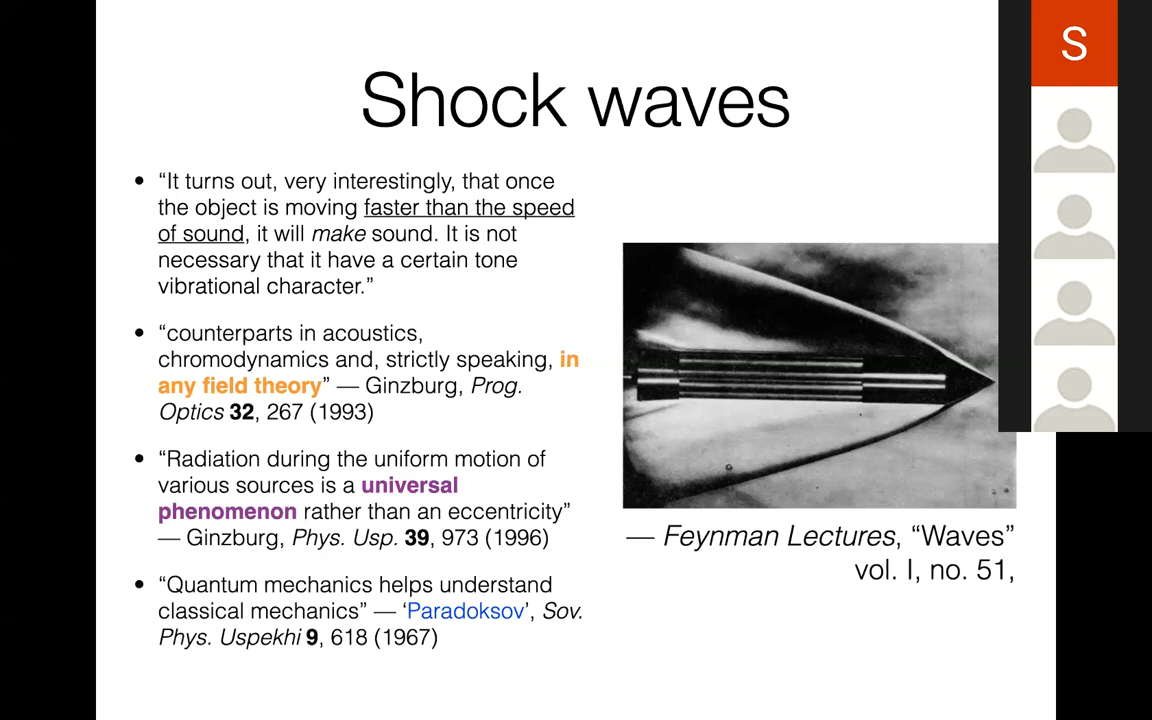 Shock waves
• “It turns out, very interestingly, that once
the object is moving faster than the speed
of sound, it will make sound. It is not
necessary that it have a certain tone
vibrational character.”
• “counterparts in acoustics,
chromodynamics and, strictly speaking, in
any field theory” — Ginzburg, Prog.
Optics 32, 267 (1993)
• “Radiation during the uniform motion of
various sources is a universal
phenomenon rather than an eccentricity”
— Ginzburg, Phys. Usp. 39, 973 (1996)
• “Quantum mechanics helps understand
classical mechanics” — ‘Paradoksov’, Sov.
Phys. Uspekhi 9, 618 (1967)
— Feynman Lectures, “Waves”
vol. I, no. 51,
S